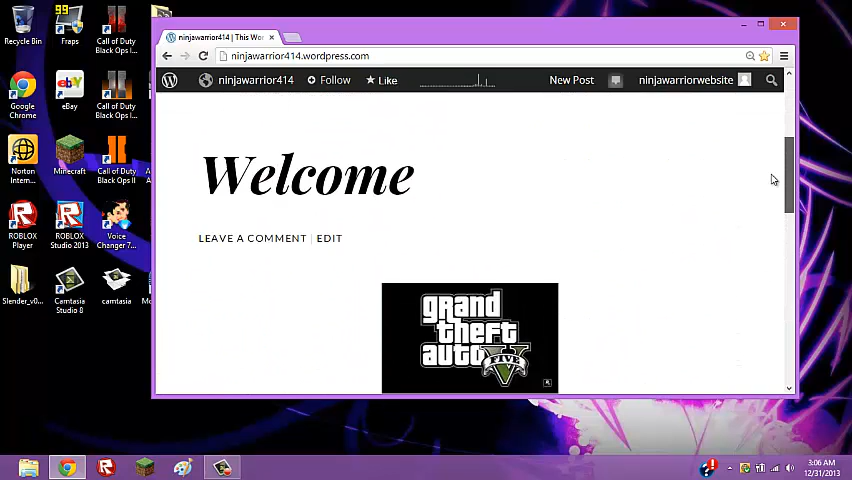 99
Recycle Bin
Fraps
Call of Duty
Black Ops i...
Google
Chrome
eBay
Call of Duty
Black Ops i...
Norton
Intern...
Minecraft
Call of Duty
Black Ops II
ROBLOX
Player
ROBLOX
Studio 2013
Voice
Changer 7...
Slender_v0...
Camtasia
Studio 8
camtasia
ninjawarrior414 | This Wor
ninjawarrior414.wordpress.com
ninjawarrior414
Follow
Like
New Post
ninjawarriorwebsite
Welcome
LEAVE A COMMENT | EDIT
grand
theft
auto V
FIVE
3:06 AM
12/31/2013